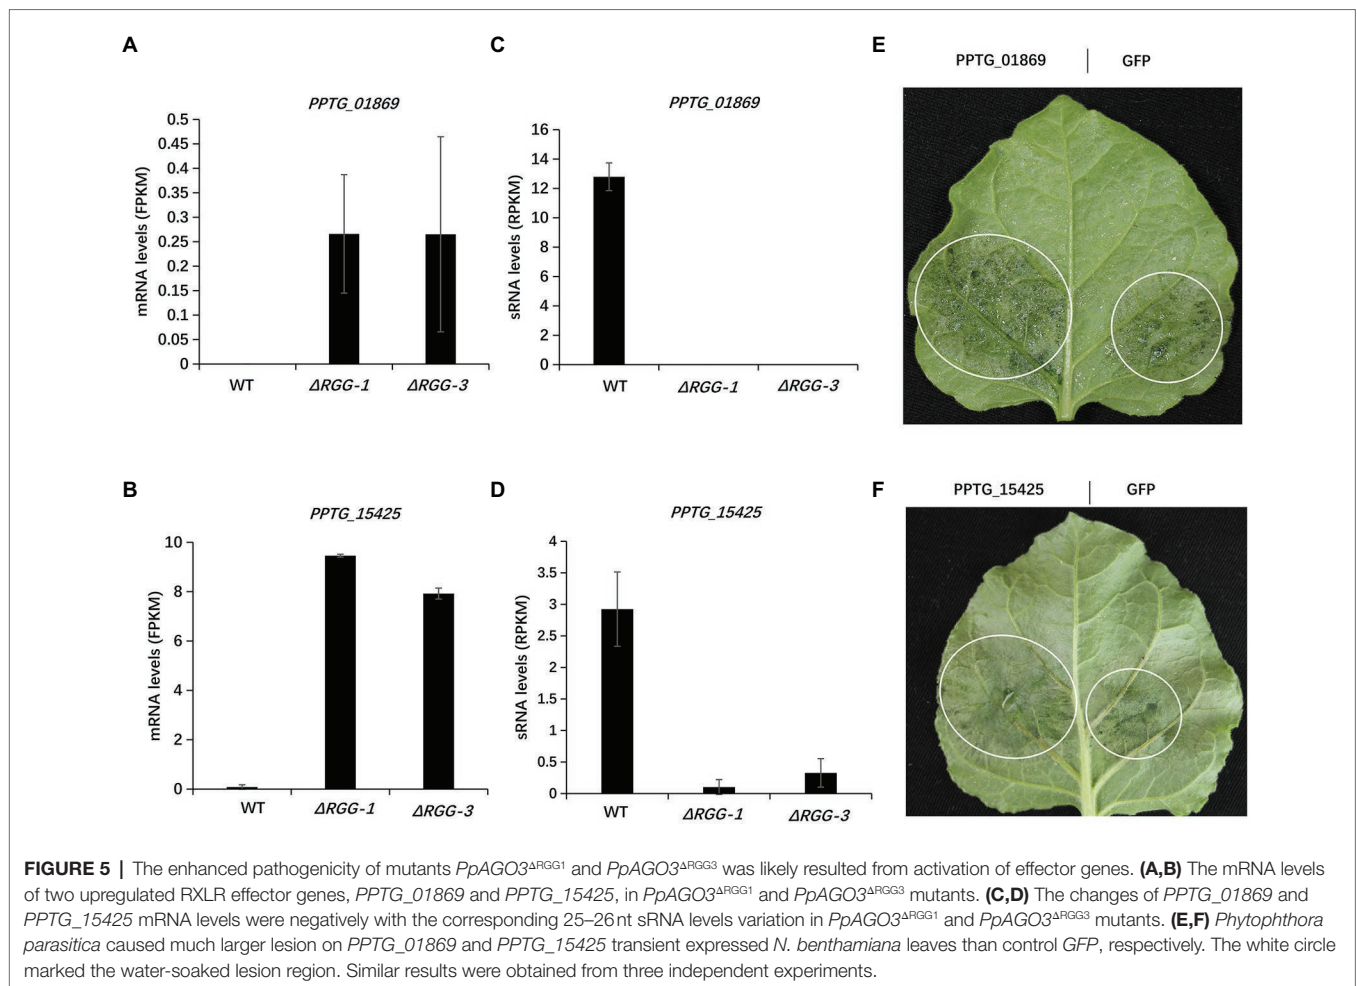 A
PPTG_01869
mRNA levels (FPKM)
0.5
0.45
0.4
0.35
0.3
0.25
0.2
0.15
0.1
0.05
0
WT ΔRGG-1 ΔRGG-3
C
PPTG_01869
sRNA levels (RPKM)
16
14
12
10
8
6
4
2
0
WT ΔRGG-1 ΔRGG-3
E
PPTG_01869 | GFP
B
PPTG_15425
mRNA levels (FPKM)
10
8
6
4
2
0
WT ΔRGG-1 ΔRGG-3
D
PPTG_15425
sRNA levels (RPKM)
4
3.5
3
2.5
2
1.5
1
0.5
0
WT ΔRGG-1 ΔRGG-3
F
PPTG_15425 | GFP
FIGURE 5 | The enhanced pathogenicity of mutants PpAGO3ΔRGG1 and PpAGO3ΔRGG3 was likely resulted from activation of effector genes. (A,B) The mRNA levels
of two upregulated RXLR effector genes, PPTG_01869 and PPTG_15425, in PpAGO3ΔRGG1 and PpAGO3ΔRGG3 mutants. (C,D) The changes of PPTG_01869 and
PPTG_15425 mRNA levels were negatively with the corresponding 25–26 nt sRNA levels variation in PpAGO3ΔRGG1 and PpAGO3ΔRGG3 mutants. (E,F) Phytophthora
parasitica caused much larger lesion on PPTG_01869 and PPTG_15425 transient expressed N. benthamiana leaves than control GFP, respectively. The white circle
marked the water-soaked lesion region. Similar results were obtained from three independent experiments.